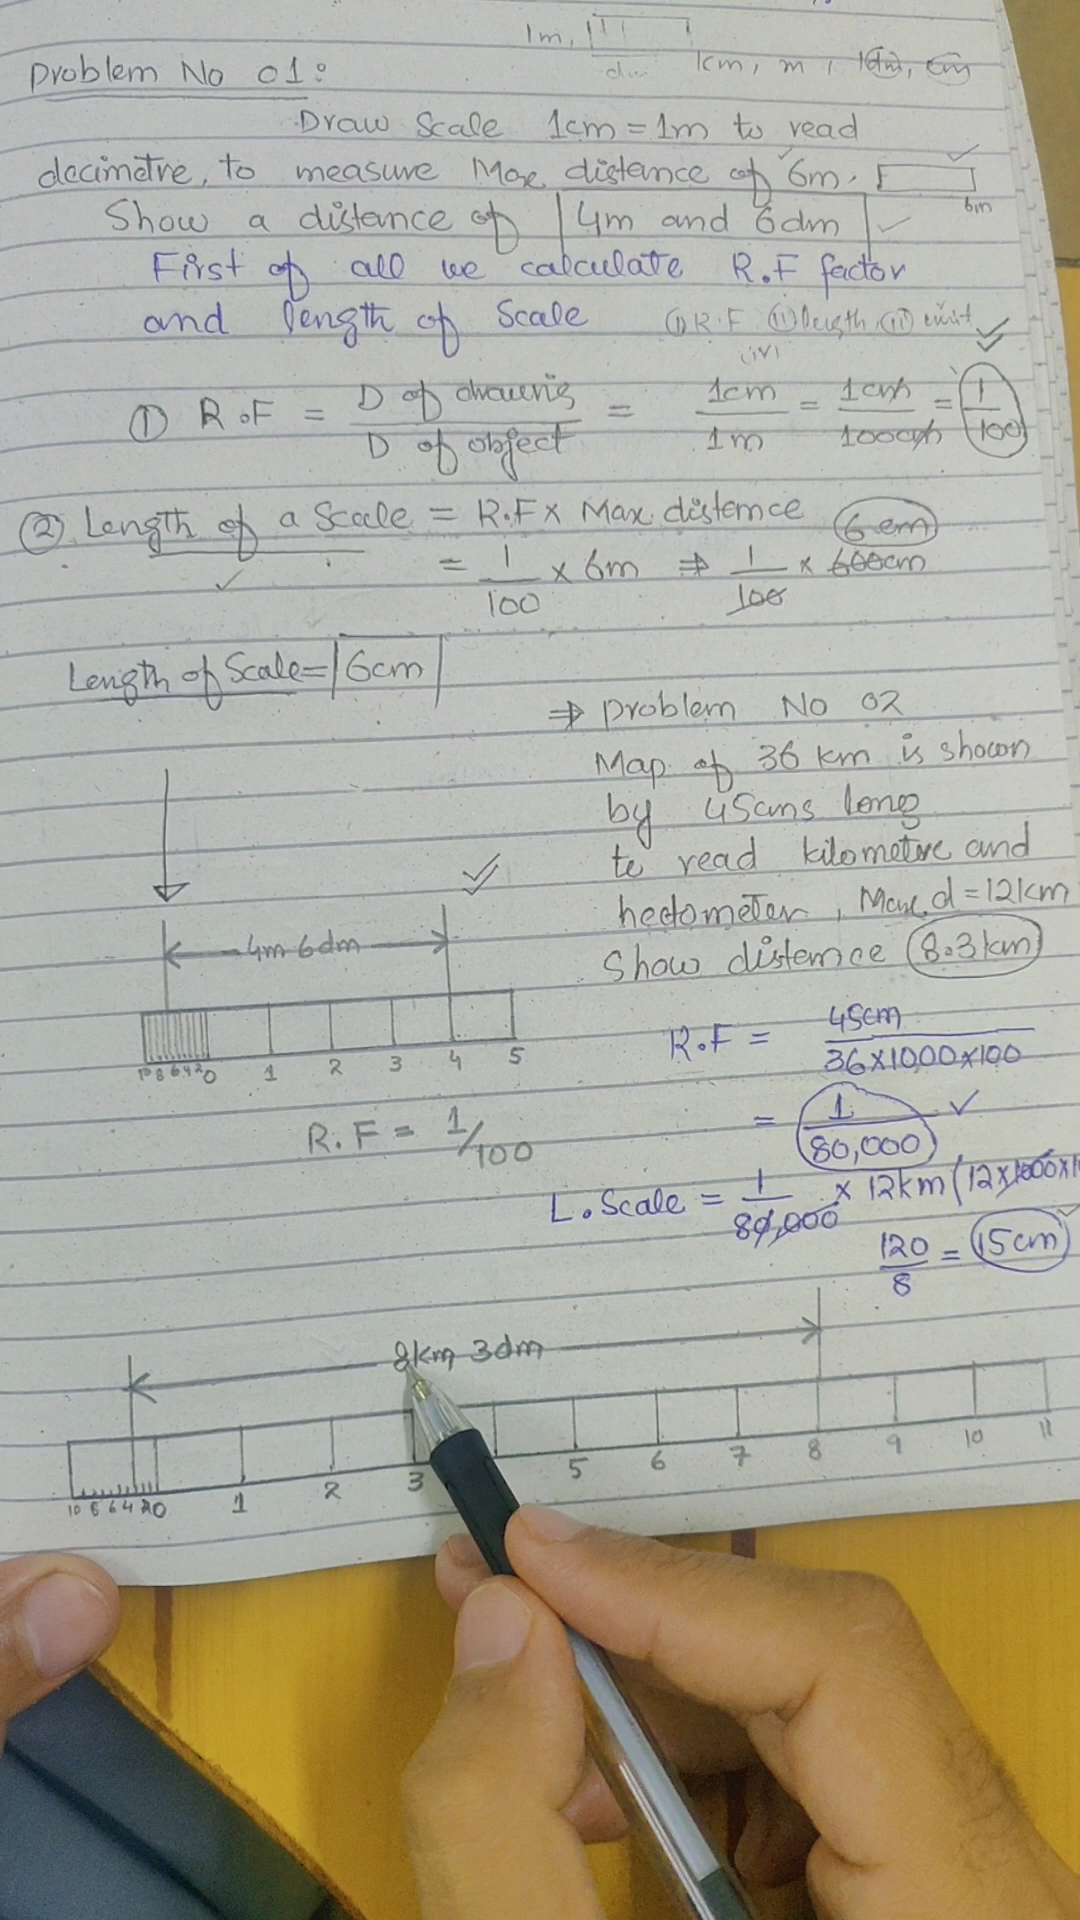 1m,
dm km, m, dm, cm
Problem No 01:
Draw Scale 1cm = 1m to read
decimetre, to measure Max distance of 6m.
6m
Show a distance of 4m and 6dm
First of all we calculate R.F factor
and length of Scale (i) R.F (ii) length (iii) unit
(iv)
① R.F = D of drawing / D of object = 1cm / 1m = 1cm / 100cm = 1 / 100
② Length of a Scale = R.F x Max. distance 6cm
= 1 / 100 x 6m ⇒ 1 / 100 x 600cm
Length of Scale = 6cm
⇒ Problem No 02
Map of 36 km is shown
by 45cms long
to read kilometre and
hectometer, Max. d = 12km
Show distance 8.3km
4m 6dm
10 8 6 4 2 0 1 2 3 4 5
R.F = 1/100
R.F = 45cm / 36x1000x100
= 1 / 80,000
L. Scale = 1 / 80,000 x 12km (12x1000x1
120 / 8 = 15cm
8km 3dm
10 8 6 4 2 0 1 2 3 5 6 7 8 9 10 11